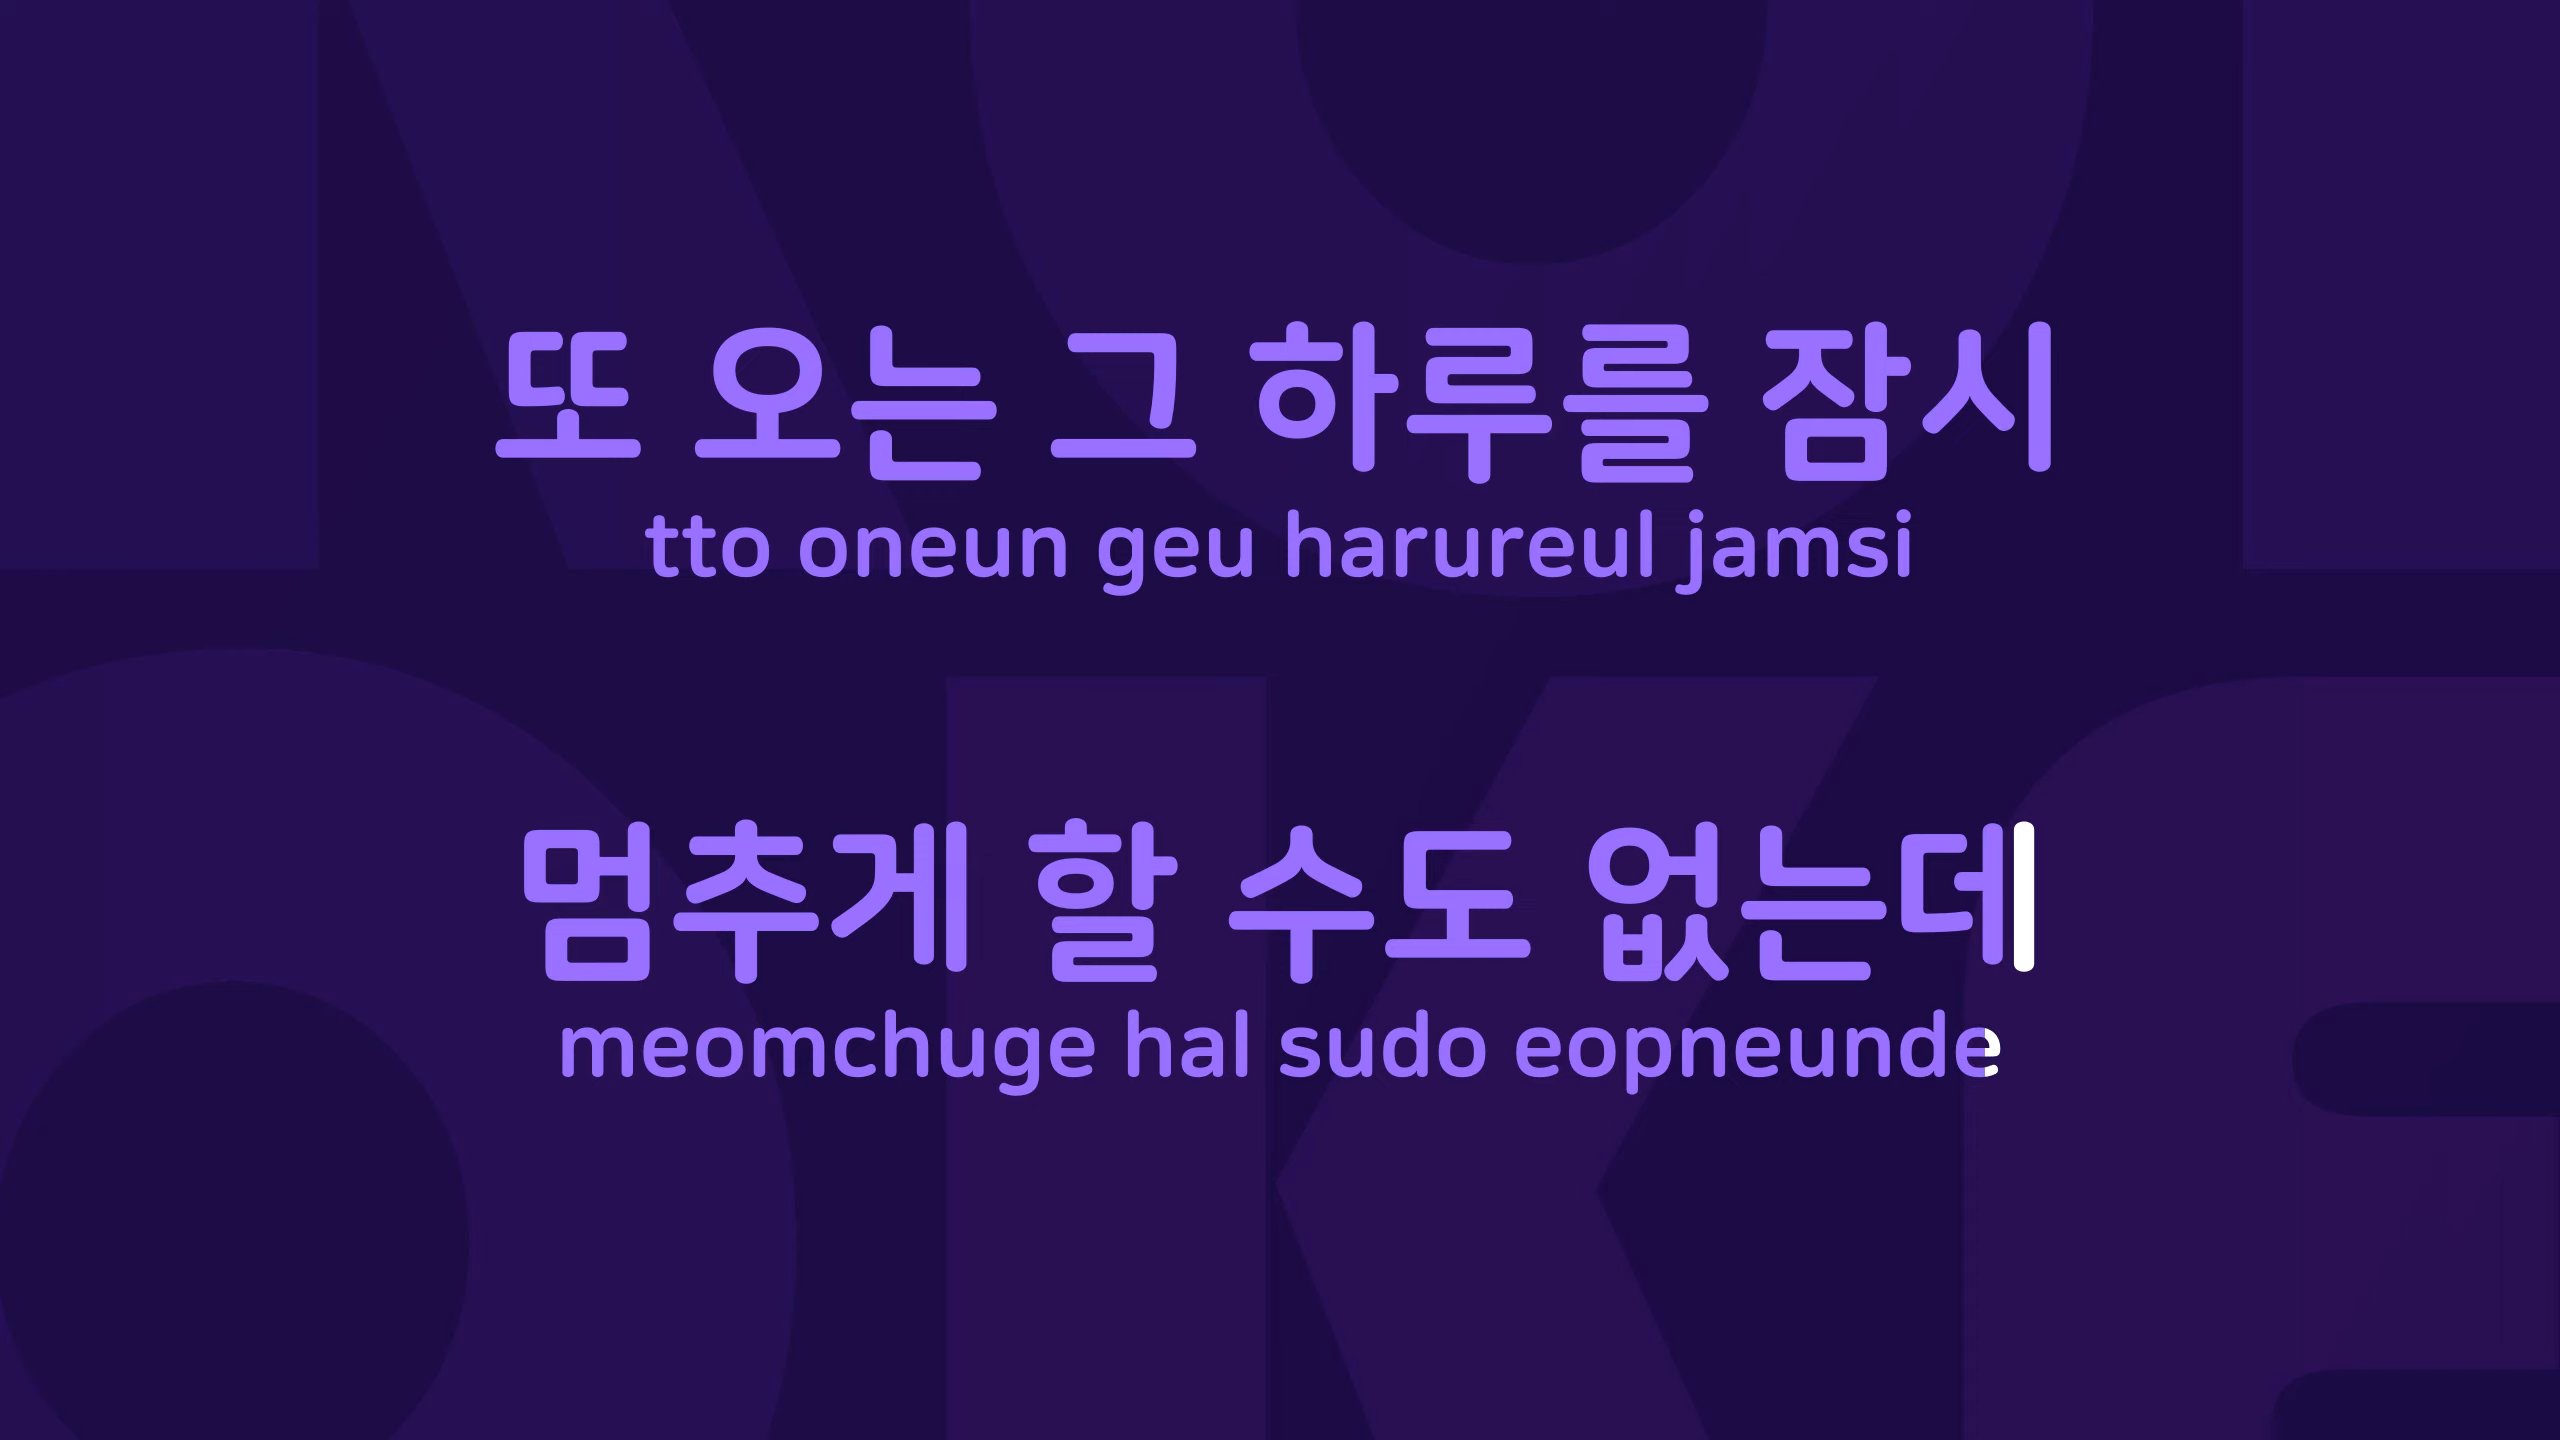 또 오는 그 하루를 잠시
tto oneun geu harureul jamsi
멈추게 할 수도 없는데
meomchuge hal sudo eopneunde